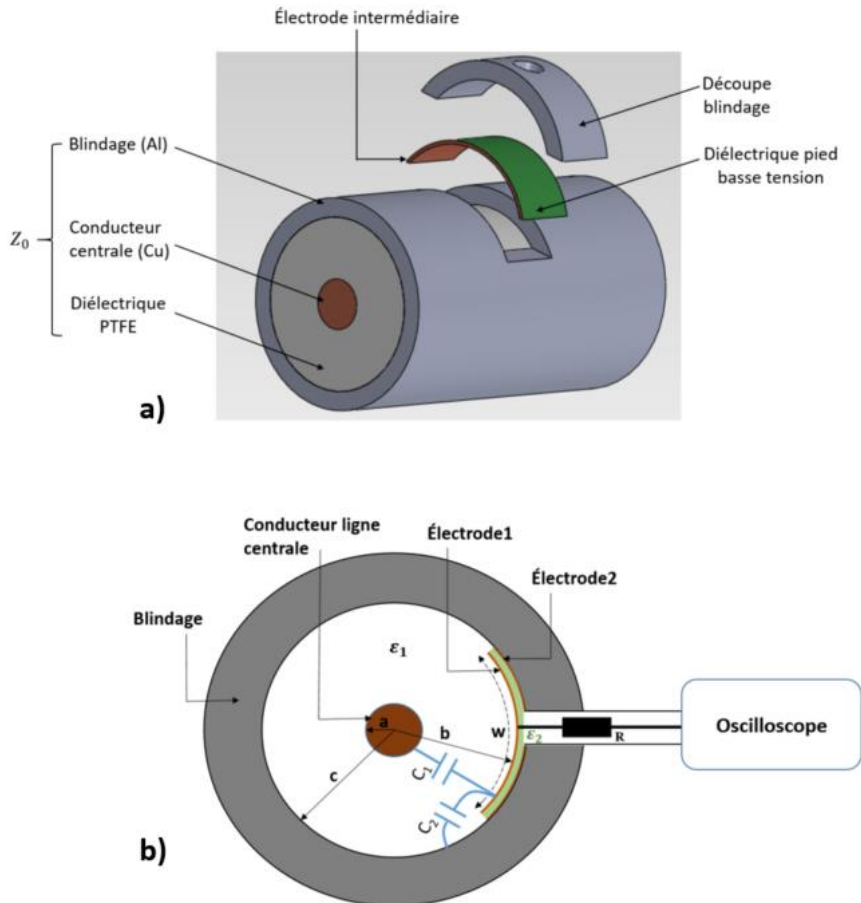 Électrode intermédiaire
Découpe
blindage
Blindage (Al)
Diélectrique pied
basse tension
Z₀
Conducteur
centrale (Cu)
Diélectrique
PTFE
a)
Conducteur ligne
centrale
Électrode1
Électrode2
Blindage
ε₁
a
b
w
ε₂
R
Oscilloscope
c
C₁
C₂
b)